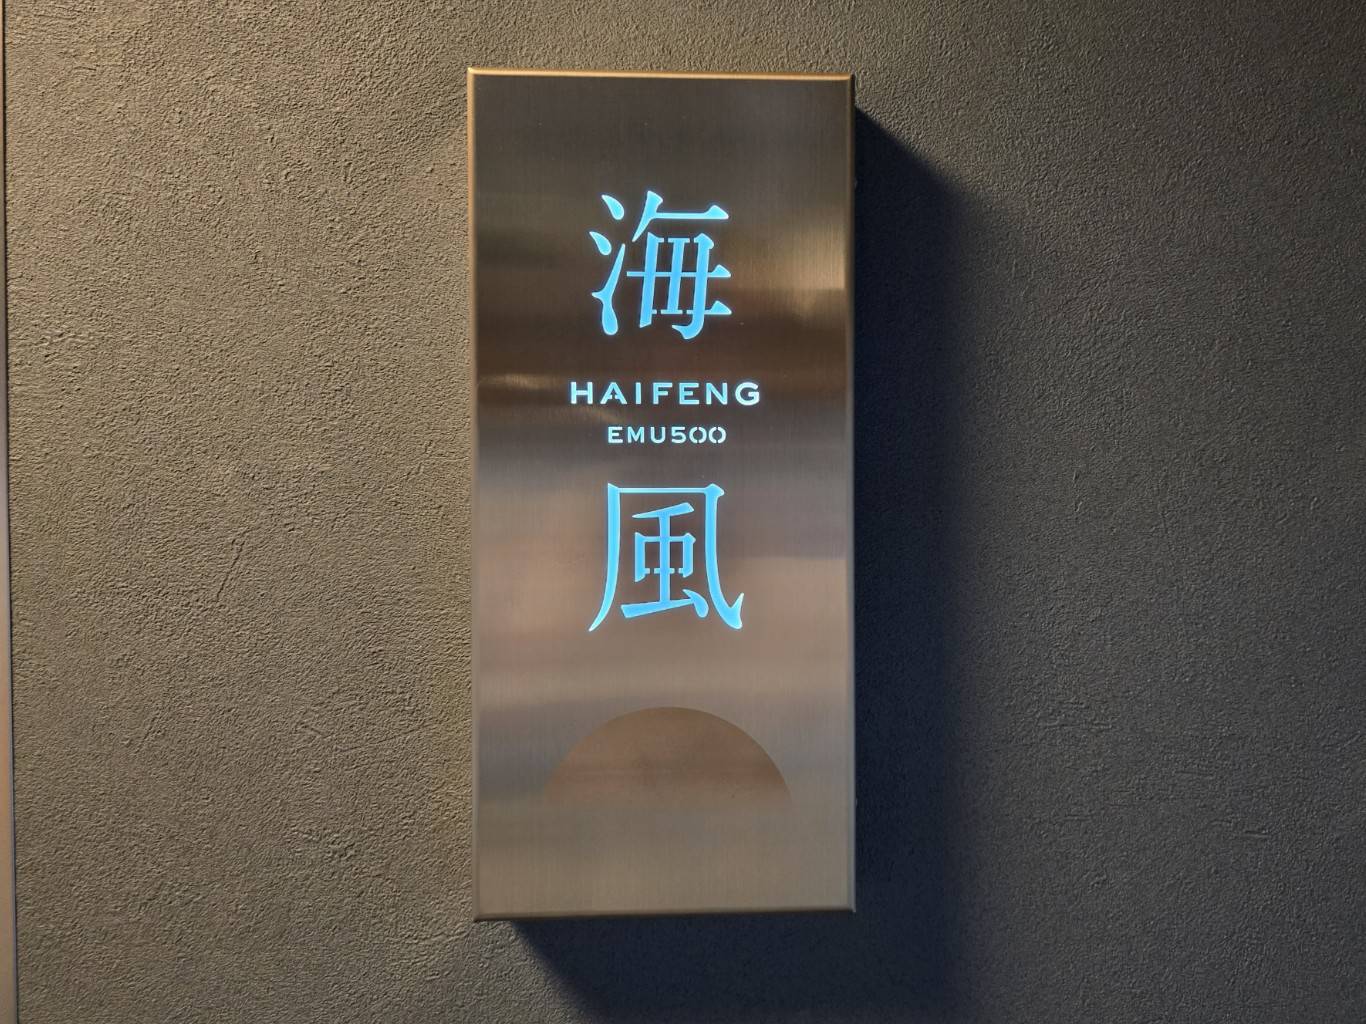 海
HAIFENG
EMU500
風